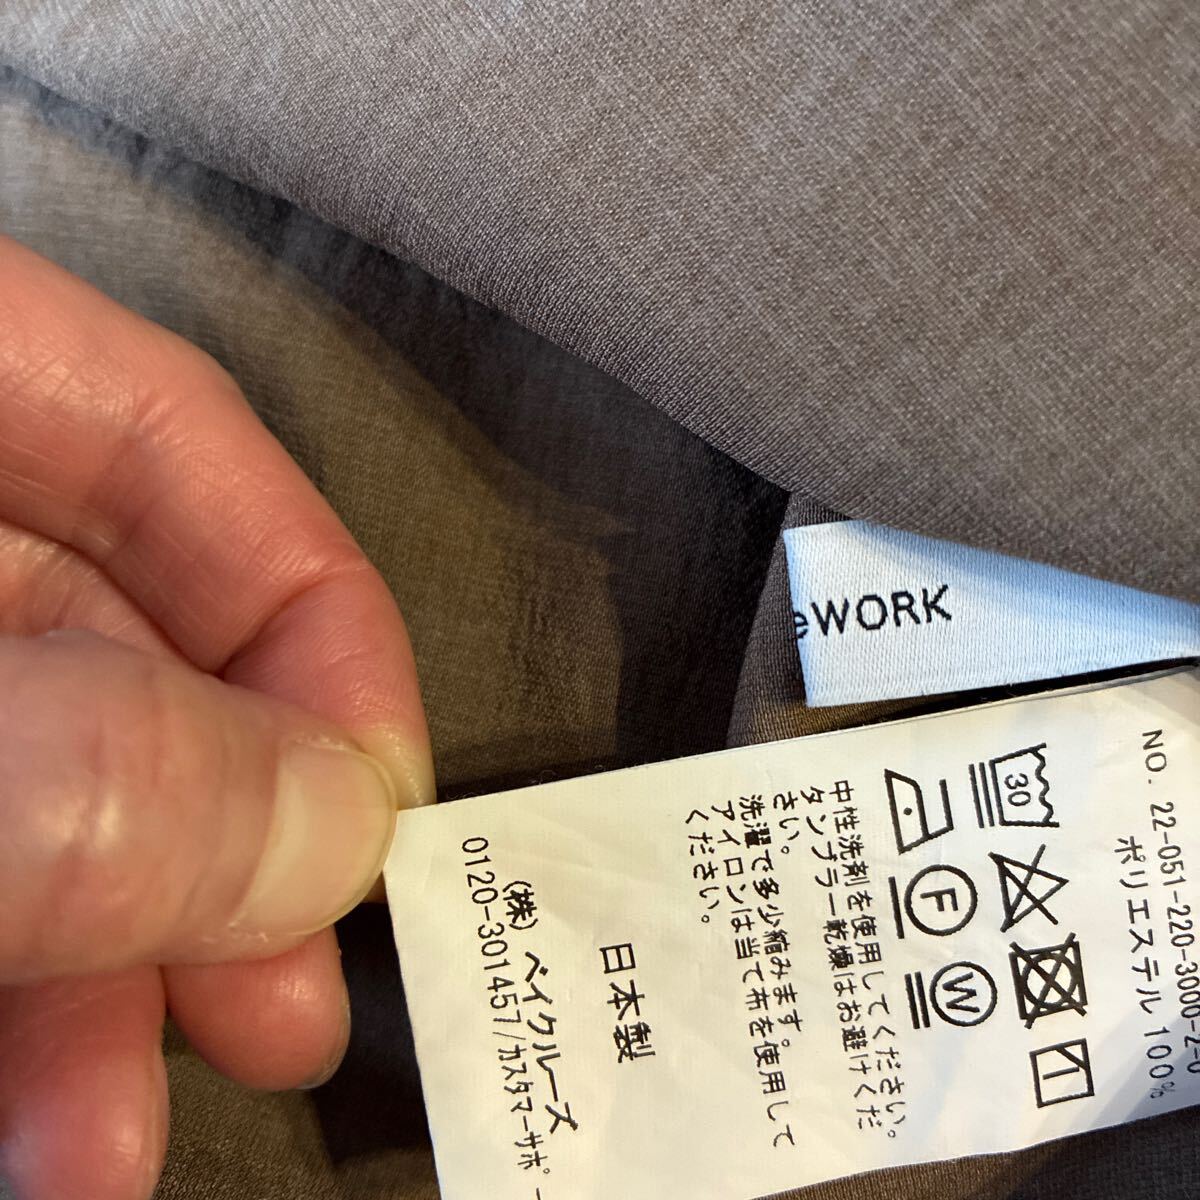 eWORK
NO. 22-051-220-3000-2-0
ポリエステル 100%
30
F
W
中性洗剤を使用してください。
タンブラー乾燥はお避けくだ
さい。
洗濯で多少縮みます。
アイロンは当て布を使用して
ください。
日本製
(株) ベイクルーズ
0120-301457/カスタマーサポー